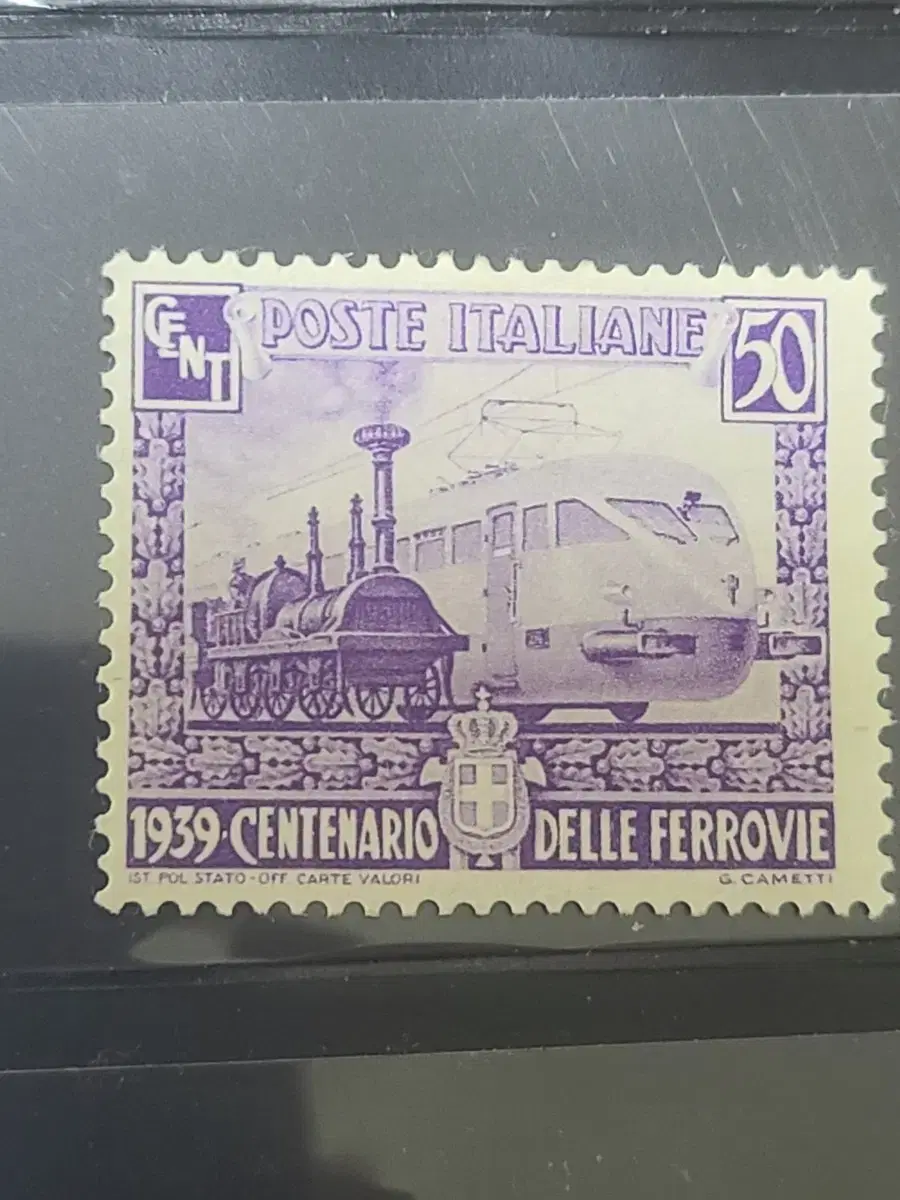 CENT
POSTE ITALIANE
50
1939·CENTENARIO DELLE FERROVIE
IST. POL. STATO-OFF. CARTE VALORI
G. CAMETTI